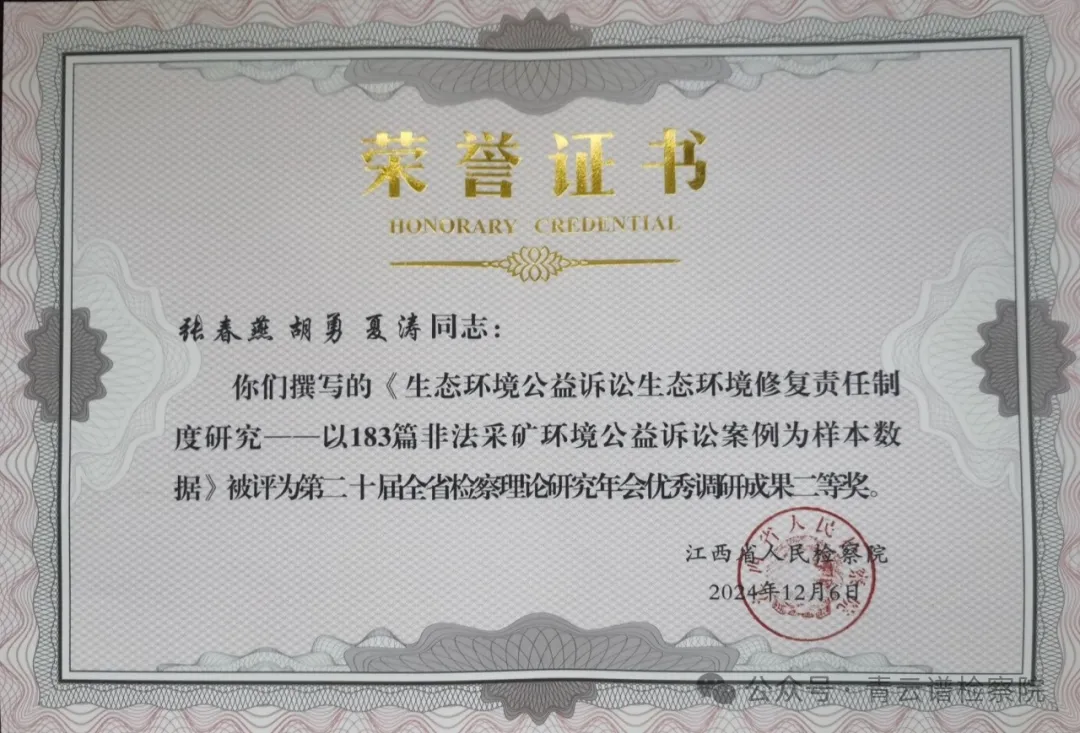 荣誉证书
HONORARY CREDENTIAL
张春燕 胡勇 夏涛同志：
你们撰写的《生态环境公益诉讼生态环境修复责任制
度研究——以183篇非法采矿环境公益诉讼案例为样本数
据》被评为第二十届全省检察理论研究年会优秀调研成果二等奖。
江西省人民检察院
2024年12月6日
公众号·青云谱检察院